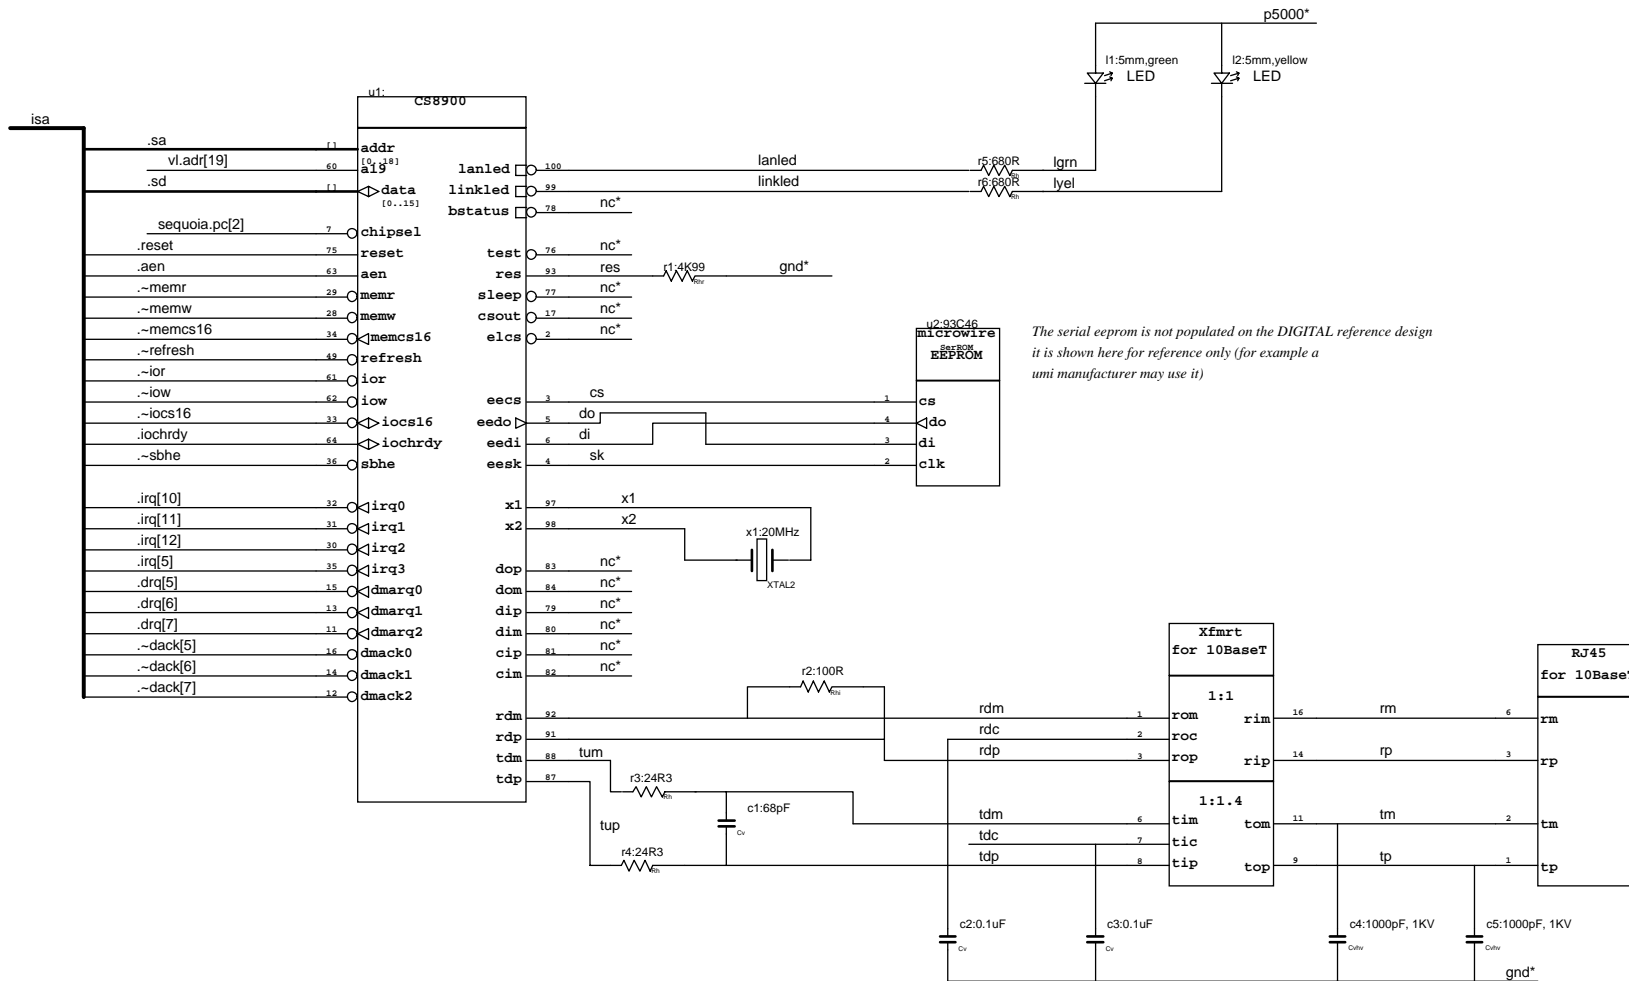 p5000*
l1:5mm,green
LED
l2:5mm,yellow
LED
u1:
CS8900
isa
.sa
[]
addr
[0..18]
vl.adr[19]
60
a19
.sd
[]
data
[0..15]
sequoia.pc[2]
7
chipsel
.reset
75
reset
.aen
63
aen
.~memr
29
memr
.~memw
28
memw
.~memcs16
34
memcs16
.~refresh
49
refresh
.~ior
61
ior
.~iow
62
iow
.~iocs16
33
iocs16
.iochrdy
64
iochrdy
.~sbhe
36
sbhe
.irq[10]
32
irq0
.irq[11]
31
irq1
.irq[12]
30
irq2
.irq[5]
35
irq3
.drq[5]
15
dmarq0
.drq[6]
13
dmarq1
.drq[7]
11
dmarq2
.~dack[5]
16
dmack0
.~dack[6]
14
dmack1
.~dack[7]
12
dmack2
lanled
100
lanled
r5:680R
Rh
lgrn
linkled
99
linkled
r6:680R
Rh
lyel
bstatus
78
nc*
test
76
nc*
res
93
res
r1:4K99
Rhr
gnd*
sleep
77
nc*
csout
17
nc*
elcs
2
nc*
eecs
3
cs
eedo
5
do
eedi
6
di
eesk
4
sk
u2:93C46
microwire
SerROM
EEPROM
1
cs
4
do
3
di
2
clk
The serial eeprom is not populated on the DIGITAL reference design
it is shown here for reference only (for example a
umi manufacturer may use it)
x1
97
x1
x2
98
x2
x1:20MHz
XTAL2
dop
83
nc*
dom
84
nc*
dip
79
nc*
dim
80
nc*
cip
81
nc*
cim
82
nc*
r2:100R
Rhi
rdm
92
rdp
91
tdm
88
tum
tdp
87
r3:24R3
Rh
c1:68pF
Cv
tup
r4:24R3
Rh
Xfmrt
for 10BaseT
1:1
rdm
1
rom
rdc
2
roc
rdp
3
rop
rim
16
rm
rip
14
rp
1:1.4
tdm
6
tim
tdc
7
tic
tdp
8
tip
tom
11
tm
top
9
tp
RJ45
for 10BaseT
6
rm
3
rp
2
tm
1
tp
c2:0.1uF
Cv
c3:0.1uF
Cv
c4:1000pF, 1KV
Cvhv
c5:1000pF, 1KV
Cvhv
gnd*